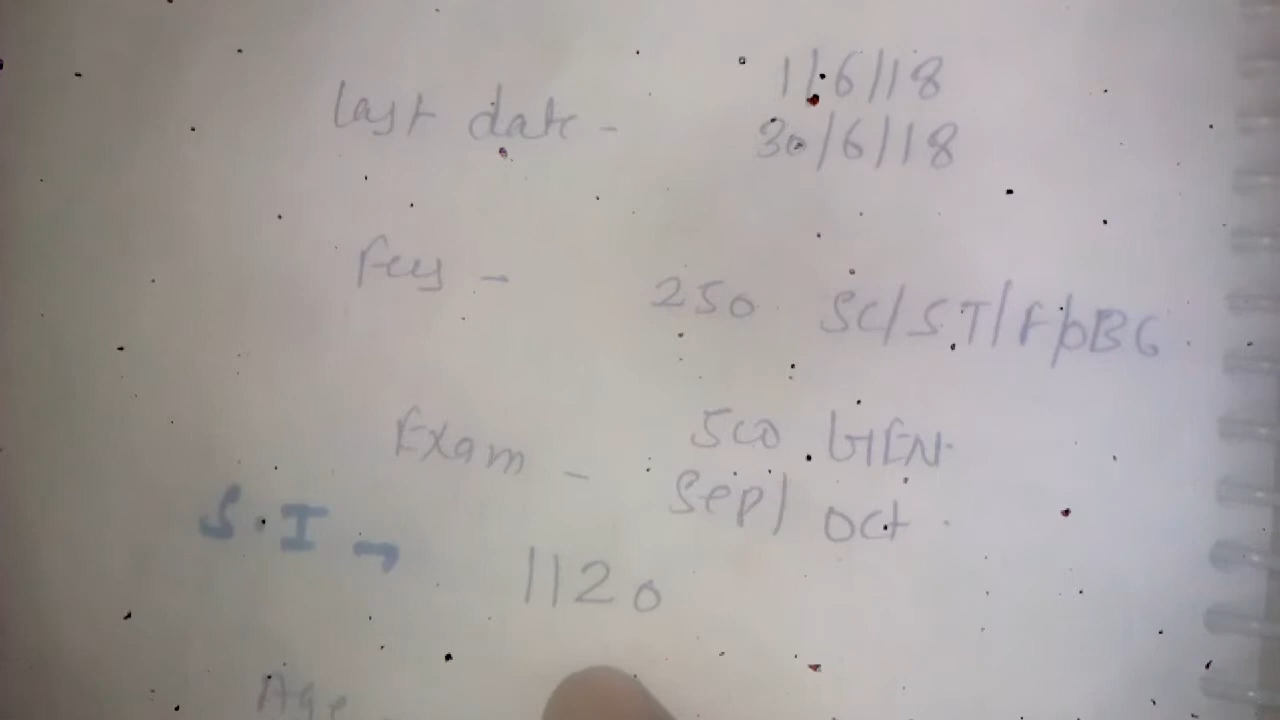 1/6/18
Last date - 30/6/18
Fees - 250 SC/ST/F/OBC.
500 GEN.
Exam - Sep/Oct.
S.I - 1120
Age